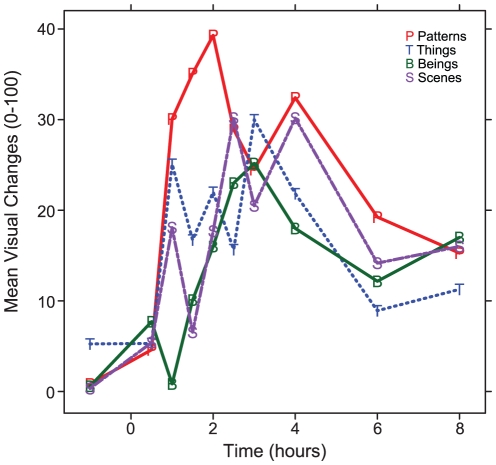 P Patterns
T Things
B Beings
S Scenes
Mean Visual Changes (0-100)
40
30
20
10
0
0 2 4 6 8
Time (hours)